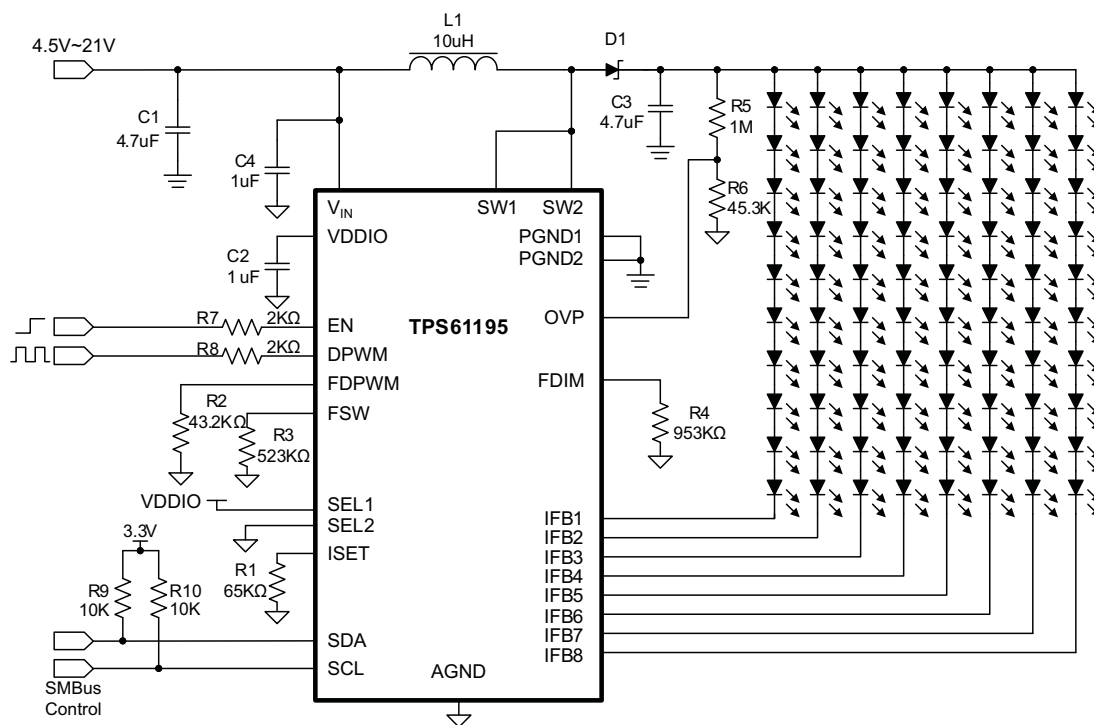 L1
10uH
D1
4.5V~21V
C1
4.7uF
C4
1uF
C3
4.7uF
R5
1M
R6
45.3K
VIN
SW1
SW2
VDDIO
PGND1
PGND2
C2
1uF
R7
2KΩ
EN
TPS61195
OVP
R8
2KΩ
DPWM
FDPWM
FDIM
R2
43.2KΩ
FSW
R3
523KΩ
R4
953KΩ
VDDIO
SEL1
SEL2
ISET
IFB1
IFB2
IFB3
IFB4
IFB5
IFB6
IFB7
IFB8
3.3V
R9
10K
R10
10K
R1
65KΩ
SDA
SCL
AGND
SMBus
Control